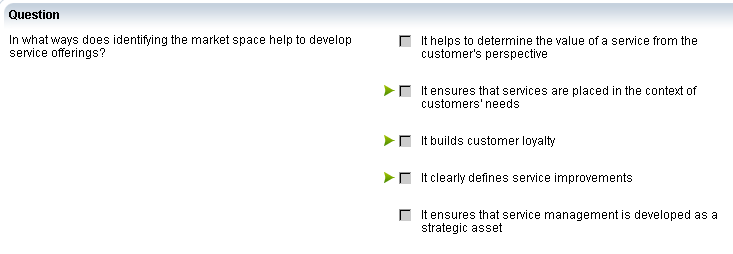 Question
In what ways does identifying the market space help to develop
service offerings?
It helps to determine the value of a service from the
customer's perspective
It ensures that services are placed in the context of
customers' needs
It builds customer loyalty
It clearly defines service improvements
It ensures that service management is developed as a
strategic asset